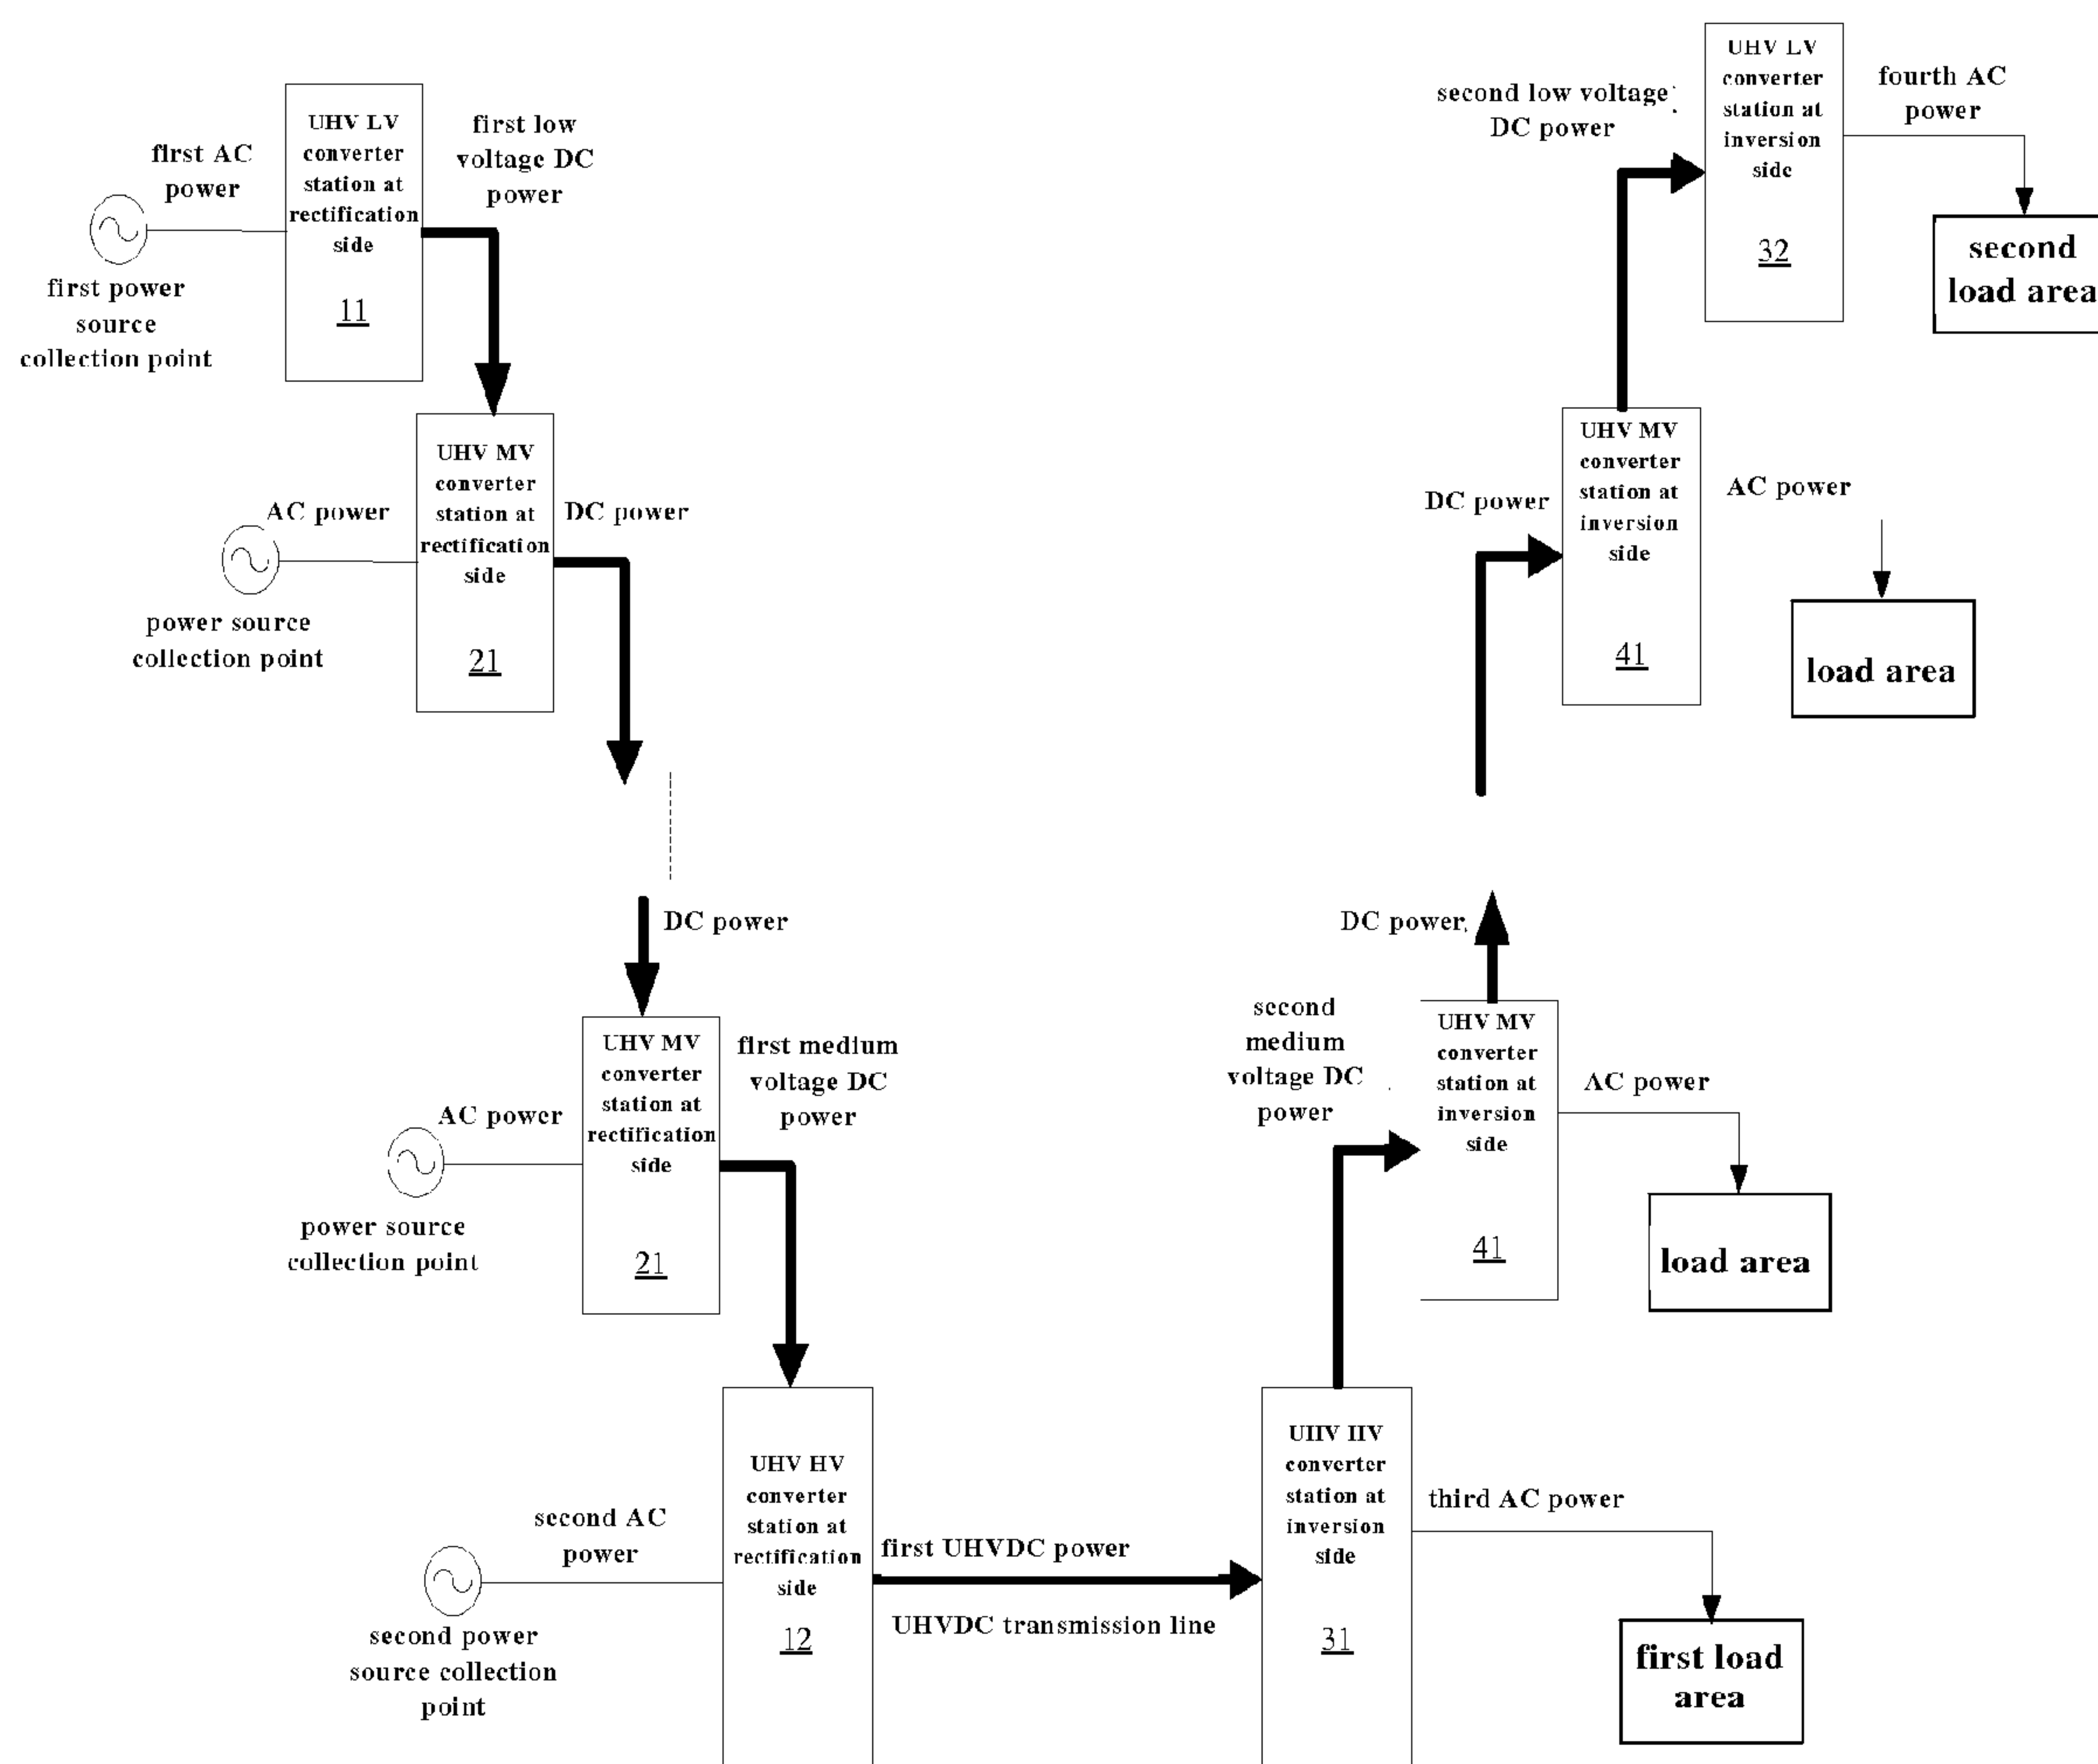 UHV LV
converter
station at
rectification
side
11
first AC
power
first low
voltage DC
power
first power
source
collection point
UHV MV
converter
station at
rectification
side
21
AC power
DC power
power source
collection point
DC power
UHV MV
converter
station at
rectification
side
21
first medium
voltage DC
power
AC power
power source
collection point
UHV HV
converter
station at
rectification
side
12
second AC
power
second power
source collection
point
first UHVDC power
UHVDC transmission line
UHV HV
converter
station at
inversion
side
31
third AC power
first load
area
second
medium
voltage DC
power
UHV MV
converter
station at
inversion
side
41
AC power
load area
DC power
DC power
UHV MV
converter
station at
inversion
side
41
AC power
load area
second low voltage
DC power
UHV LV
converter
station at
inversion
side
32
fourth AC
power
second
load area